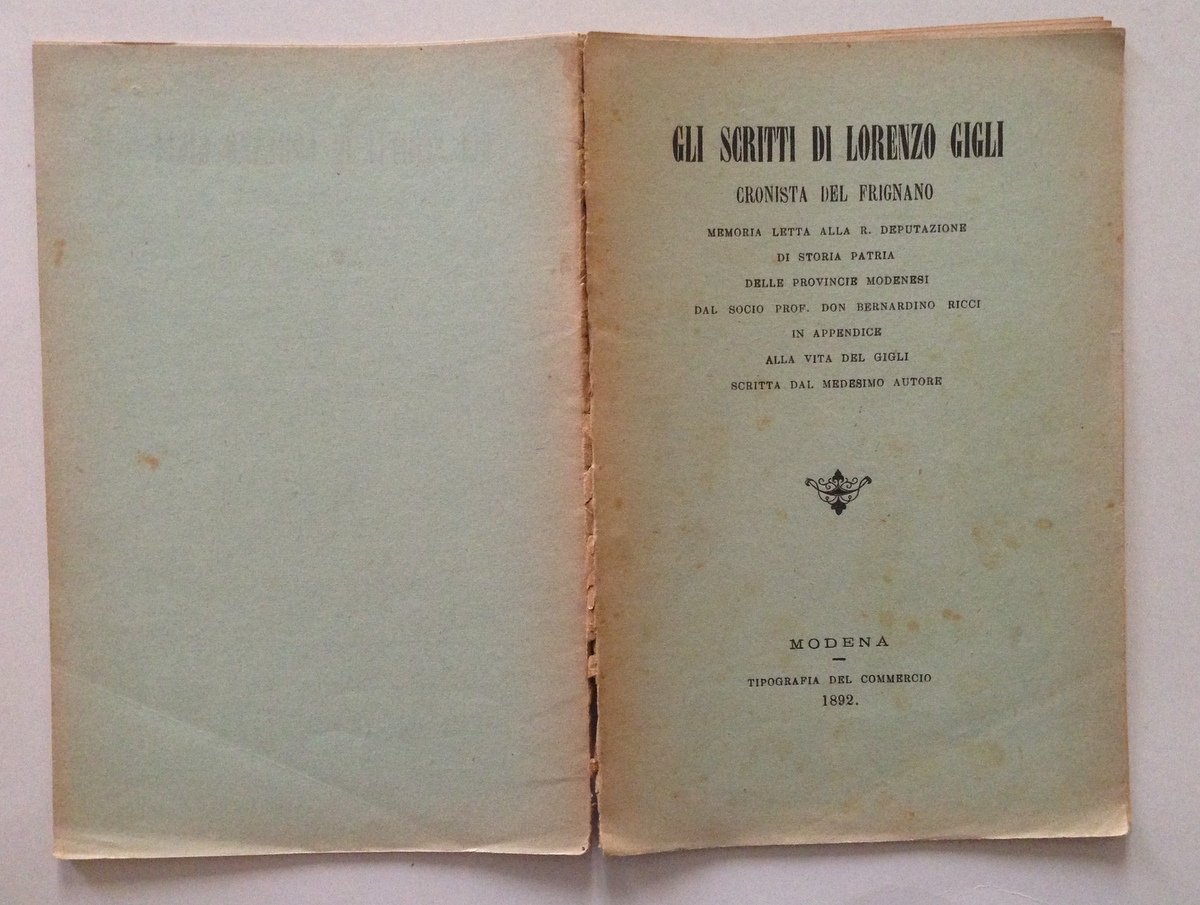 GLI SCRITTI DI LORENZO GIGLI
CRONISTA DEL FRIGNANO
MEMORIA LETTA ALLA R. DEPUTAZIONE
DI STORIA PATRIA
DELLE PROVINCIE MODENESI
DAL SOCIO PROF. DON BERNARDINO RICCI
IN APPENDICE
ALLA VITA DEL GIGLI
SCRITTA DAL MEDESIMO AUTORE
MODENA
TIPOGRAFIA DEL COMMERCIO
1892.